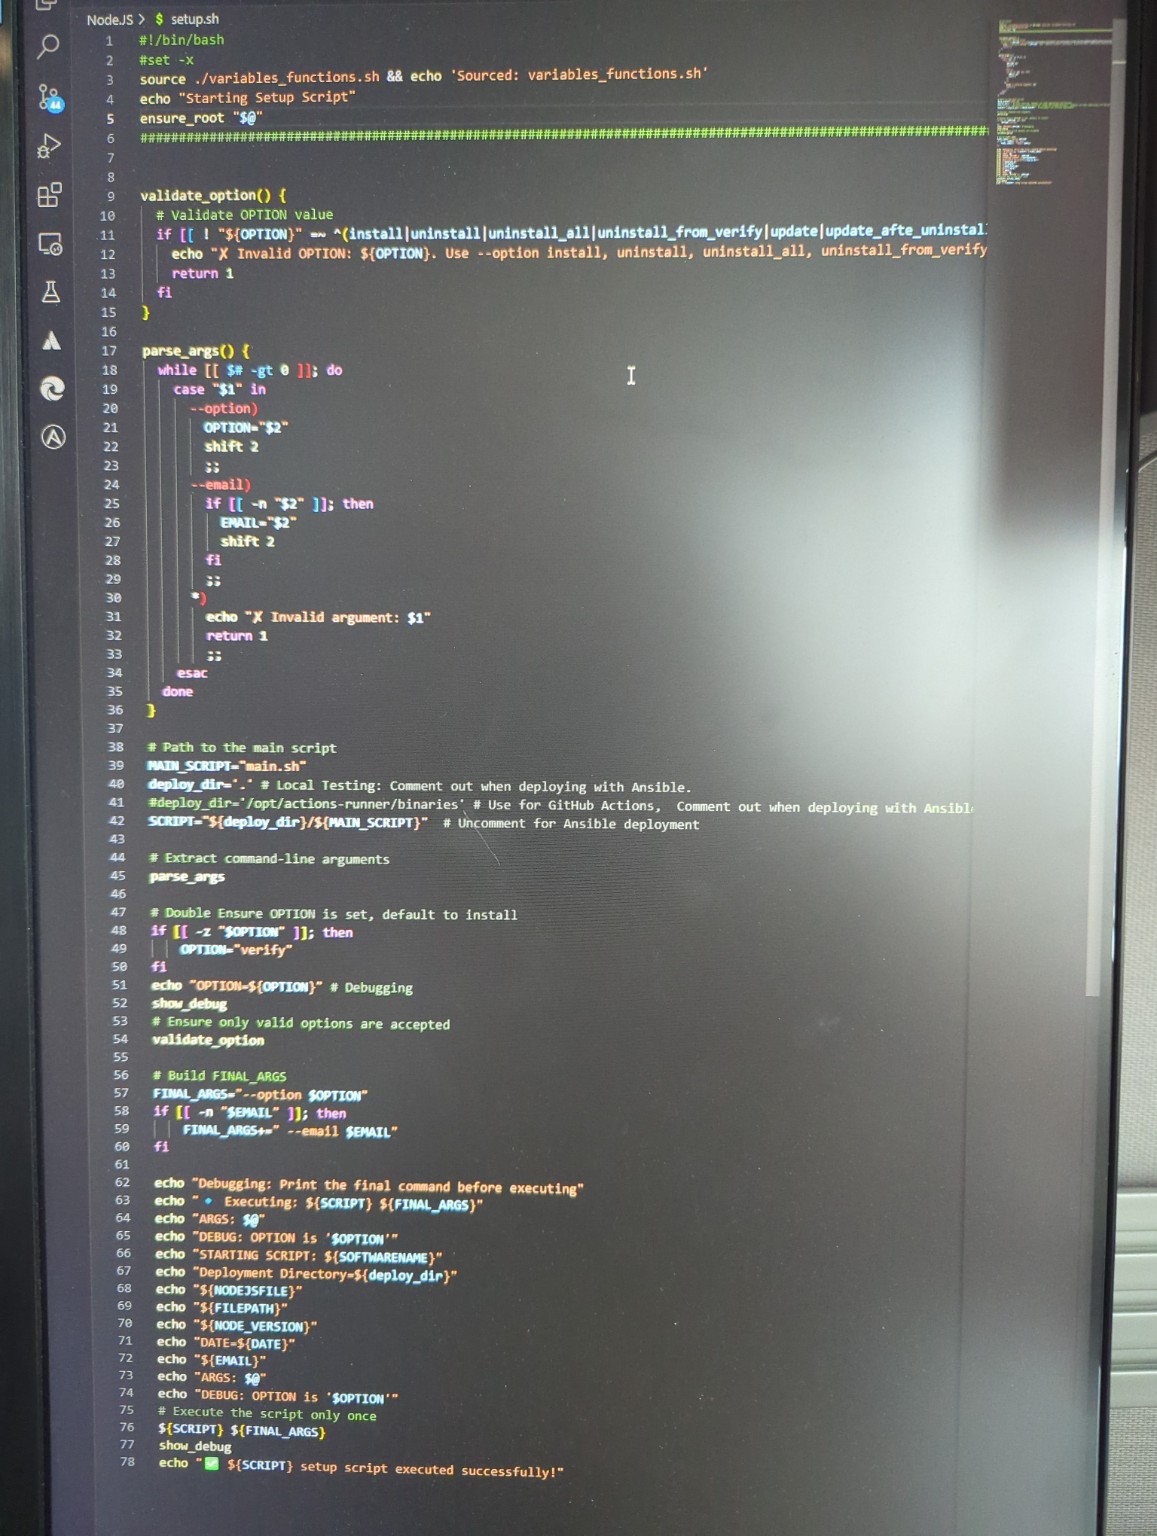 NodeJS > $ setup.sh
44
1 #!/bin/bash
2 #set -x
3 source ./variables_functions.sh && echo 'Sourced: variables_functions.sh'
4 echo "Starting Setup Script"
5 ensure_root "$@"
6 ##############################################################################################################
7
8
9 validate_option() {
10 # Validate OPTION value
11 if [[ ! "${OPTION}" =~ ^(install|uninstall|uninstall_all|uninstall_from_verify|update|update_afte_uninstal
12 echo "✗ Invalid OPTION: ${OPTION}. Use --option install, uninstall, uninstall_all, uninstall_from_verify
13 return 1
14 fi
15 }
16
17 parse_args() {
18 while [[ $# -gt 0 ]]; do
19 case "$1" in
20 --option)
21 OPTION="$2"
22 shift 2
23 ;;
24 --email)
25 if [[ -n "$2" ]]; then
26 EMAIL="$2"
27 shift 2
28 fi
29 ;;
30 *)
31 echo "✗ Invalid argument: $1"
32 return 1
33 ;;
34 esac
35 done
36 }
37
38 # Path to the main script
39 MAIN_SCRIPT="main.sh"
40 deploy_dir='.' # Local Testing: Comment out when deploying with Ansible.
41 #deploy_dir='/opt/actions-runner/binaries' # Use for GitHub Actions,  Comment out when deploying with Ansibl
42 SCRIPT="${deploy_dir}/${MAIN_SCRIPT}"  # Uncomment for Ansible deployment
43
44 # Extract command-line arguments
45 parse_args
46
47 # Double Ensure OPTION is set, default to install
48 if [[ -z "$OPTION" ]]; then
49 OPTION="verify"
50 fi
51 echo "OPTION=${OPTION}" # Debugging
52 show_debug
53 # Ensure only valid options are accepted
54 validate_option
55
56 # Build FINAL_ARGS
57 FINAL_ARGS="--option $OPTION"
58 if [[ -n "$EMAIL" ]]; then
59 FINAL_ARGS+=" --email $EMAIL"
60 fi
61
62 echo "Debugging: Print the final command before executing"
63 echo " 🔹 Executing: ${SCRIPT} ${FINAL_ARGS}"
64 echo "ARGS: $@"
65 echo "DEBUG: OPTION is '$OPTION'"
66 echo "STARTING SCRIPT: ${SOFTWARENAME}"
67 echo "Deployment Directory=${deploy_dir}"
68 echo "${NODEJSFILE}"
69 echo "${FILEPATH}"
70 echo "${NODE_VERSION}"
71 echo "DATE=${DATE}"
72 echo "${EMAIL}"
73 echo "ARGS: $@"
74 echo "DEBUG: OPTION is '$OPTION'"
75 # Execute the script only once
76 ${SCRIPT} ${FINAL_ARGS}
77 show_debug
78 echo "✅ ${SCRIPT} setup script executed successfully!"